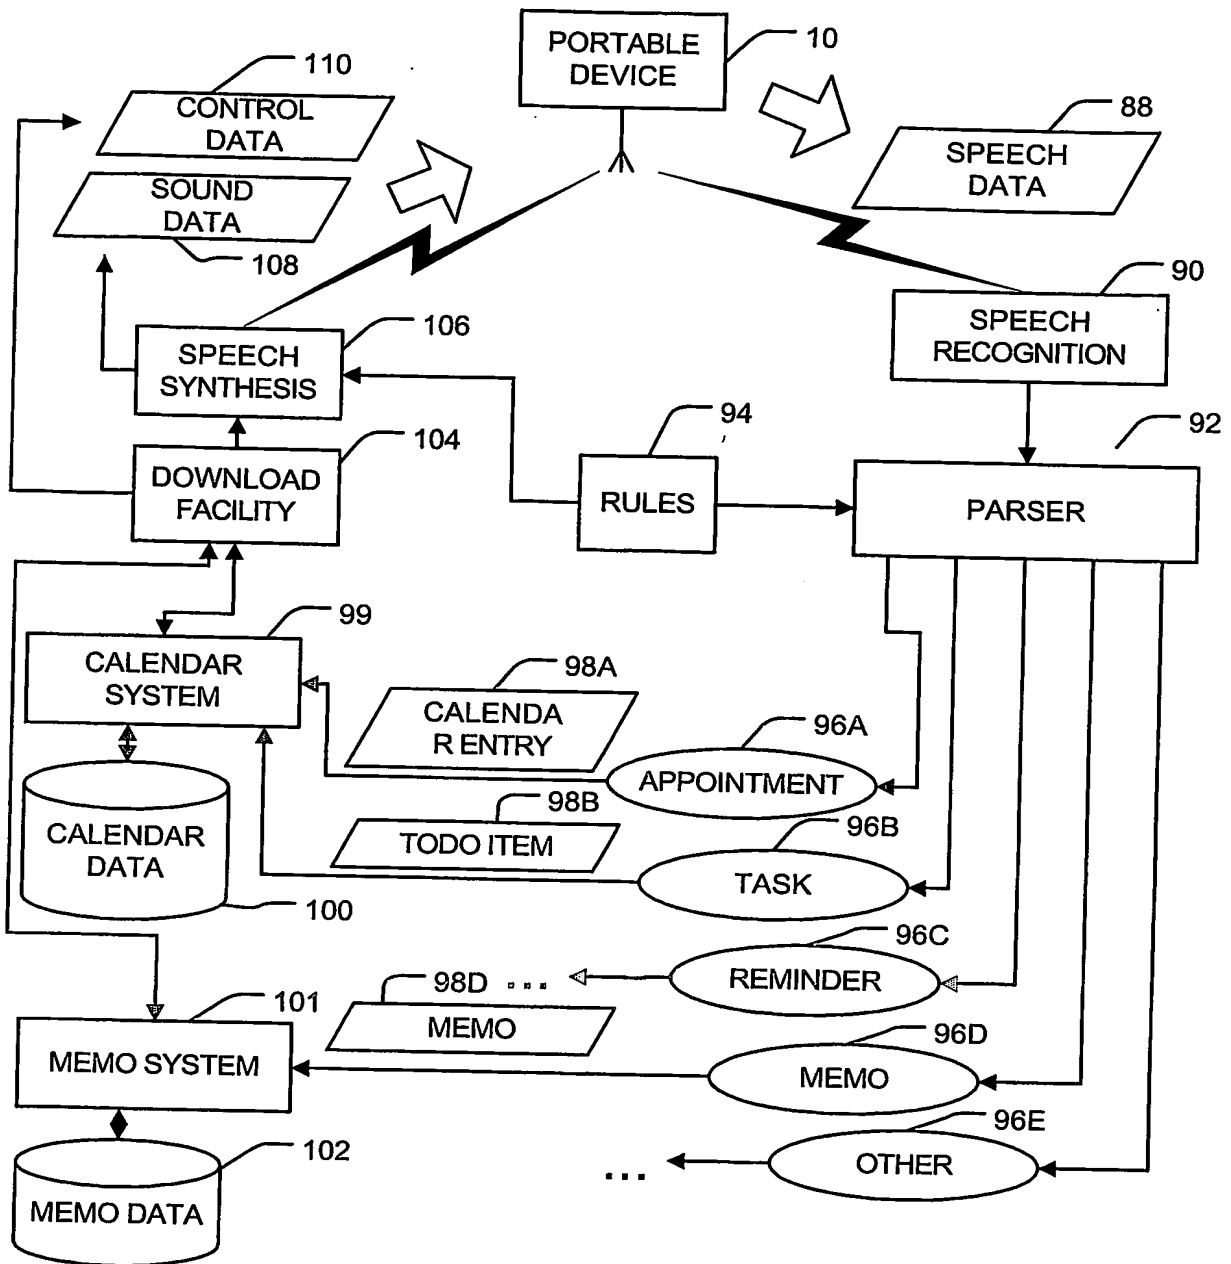 PORTABLE
DEVICE
10
110
CONTROL
DATA
88
SPEECH
DATA
SOUND
DATA
108
90
SPEECH
RECOGNITION
106
SPEECH
SYNTHESIS
94
92
104
DOWNLOAD
FACILITY
RULES
PARSER
99
CALENDAR
SYSTEM
98A
CALENDA
R ENTRY
96A
APPOINTMENT
98B
TODO ITEM
96B
TASK
CALENDAR
DATA
100
96C
REMINDER
98D ...
MEMO
101
MEMO SYSTEM
96D
MEMO
96E
OTHER
...
102
MEMO DATA